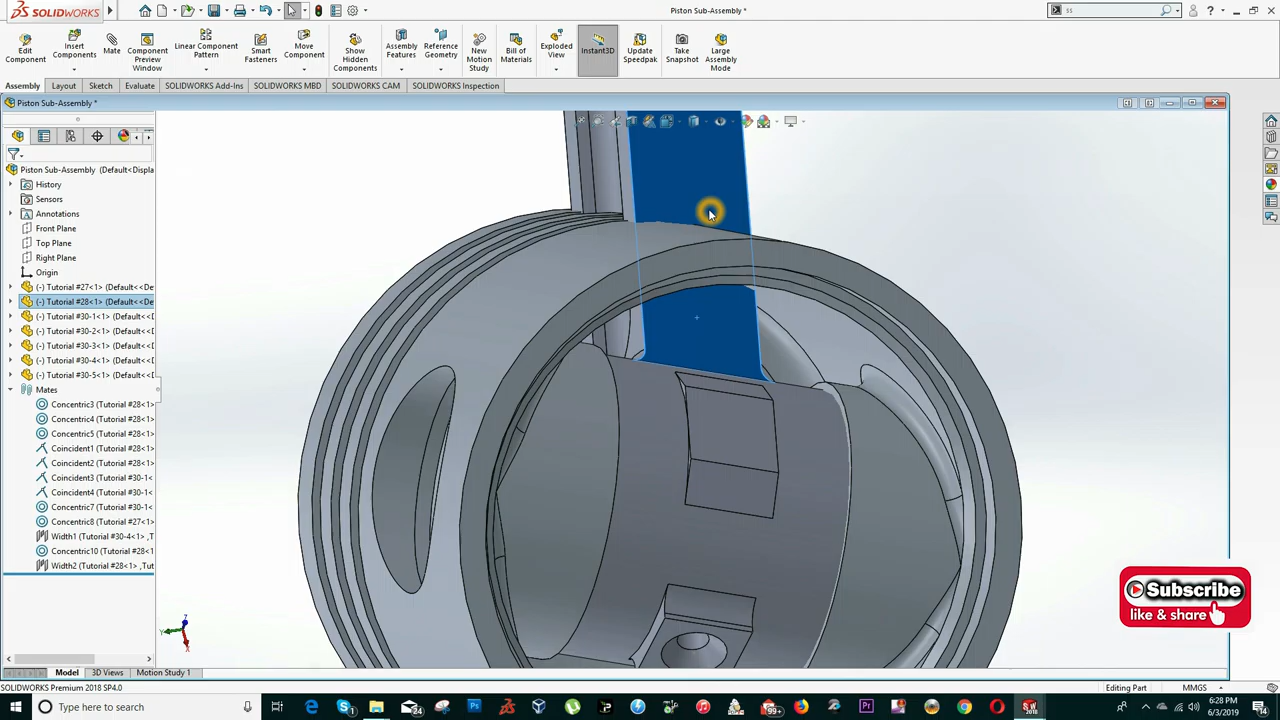 SOLIDWORKS
Piston Sub-Assembly *
ss
Edit Component
Insert Components
Mate
Component Preview Window
Linear Component Pattern
Smart Fasteners
Move Component
Show Hidden Components
Assembly Features
Reference Geometry
New Motion Study
Bill of Materials
Exploded View
Instant3D
Update Speedpak
Take Snapshot
Large Assembly Mode
Assembly
Layout
Sketch
Evaluate
SOLIDWORKS Add-Ins
SOLIDWORKS MBD
SOLIDWORKS CAM
SOLIDWORKS Inspection
Piston Sub-Assembly *
Piston Sub-Assembly (Default<Displa
History
Sensors
Annotations
Front Plane
Top Plane
Right Plane
Origin
(-) Tutorial #27<1> (Default<<De
(-) Tutorial #28<1> (Default<<De
(-) Tutorial #30-1<1> (Default<<D
(-) Tutorial #30-2<1> (Default<<D
(-) Tutorial #30-3<1> (Default<<D
(-) Tutorial #30-4<1> (Default<<D
(-) Tutorial #30-5<1> (Default<<D
Mates
Concentric3 (Tutorial #28<1>
Concentric4 (Tutorial #28<1>
Concentric5 (Tutorial #28<1>
Coincident1 (Tutorial #28<1>
Coincident2 (Tutorial #28<1>
Coincident3 (Tutorial #30-1<
Coincident4 (Tutorial #30-1<
Concentric7 (Tutorial #30-1<
Concentric8 (Tutorial #27<1>
Width1 (Tutorial #30-4<1> ,T
Concentric10 (Tutorial #28<1
Width2 (Tutorial #28<1> ,Tut
Z
Y
X
Subscribe
like & share
Model
3D Views
Motion Study 1
SOLIDWORKS Premium 2018 SP4.0
Editing Part
MMGS
Type here to search
24
99+
6:28 PM
6/3/2019